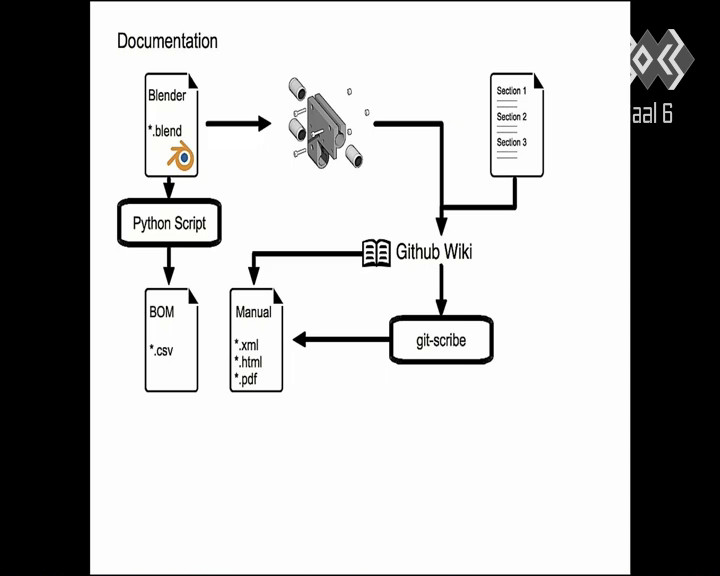 Documentation
Blender
*.blend
Section 1
Section 2
Section 3
aal 6
Python Script
Github Wiki
BOM
*.csv
Manual
*.xml
*.html
*.pdf
git-scribe